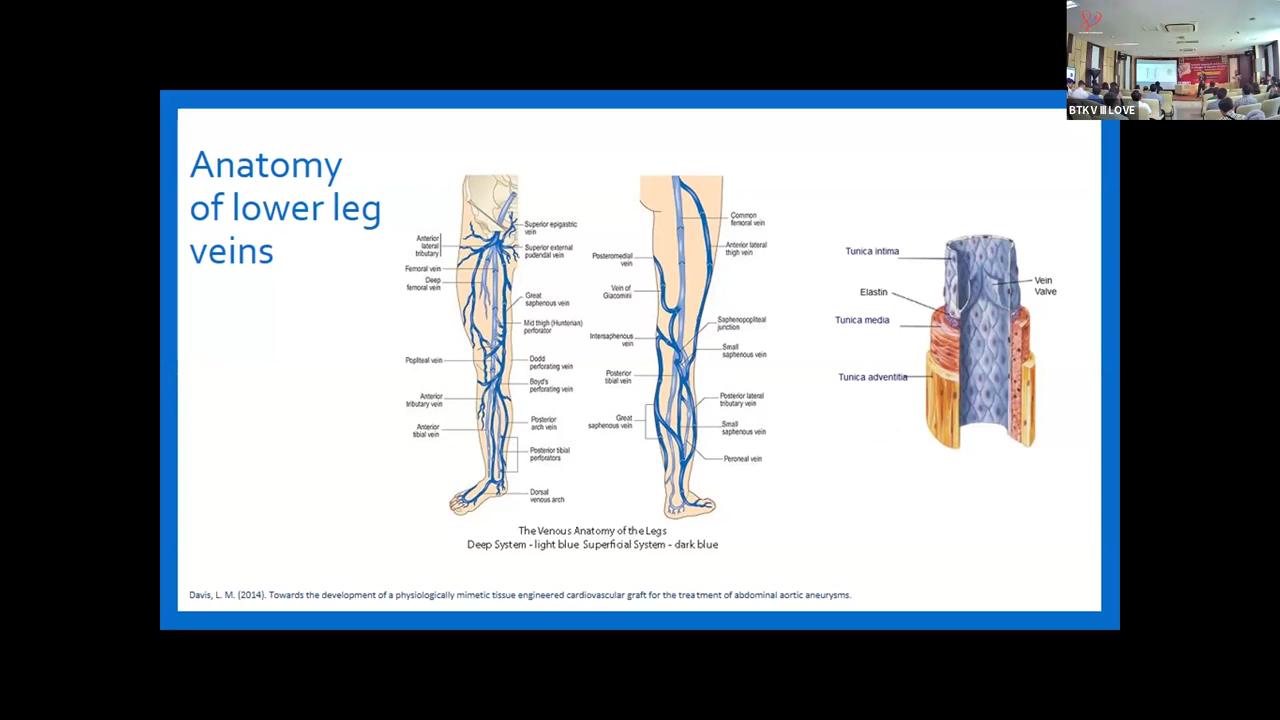 BTKV III LOVE
Anatomy
of lower leg
veins
Anterior
lateral
tributary
Femoral vein
Deep
femoral vein
Popliteal vein
Anterior
tributary vein
Anterior
tibial vein
Superior epigastric
vein
Superior external
pudendal vein
Great
saphenous vein
Mid thigh (Hunterian)
perforator
Dodd
perforating vein
Boyd's
perforating vein
Posterior
arch vein
Posterior tibial
perforators
Dorsal
venous arch
Posteromedial
vein
Vein of
Giacomini
Intersaphenous
vein
Posterior
tibial vein
Great
saphenous vein
Common
femoral vein
Anterior lateral
thigh vein
Saphenopopliteal
junction
Small
saphenous vein
Posterior lateral
tributary vein
Small
saphenous vein
Peroneal vein
Tunica intima
Elastin
Tunica media
Tunica adventitia
Vein
Valve
The Venous Anatomy of the Legs
Deep System - light blue Superficial System - dark blue
Davis, L. M. (2014). Towards the development of a physiologically mimetic tissue engineered cardiovascular graft for the treatment of abdominal aortic aneurysms.